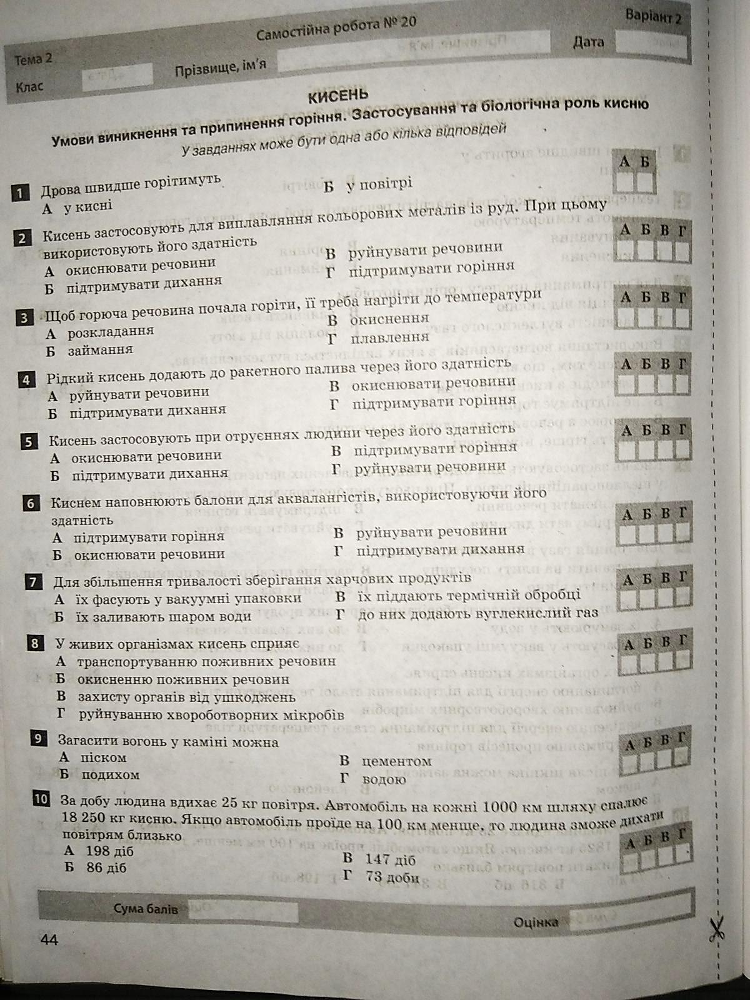 Самостійна робота № 20
Варіант 2
Тема 2
Клас
Прізвище, ім'я
Дата
КИСЕНЬ
Умови виникнення та припинення горіння. Застосування та біологічна роль кисню
У завданнях може бути одна або кілька відповідей
1 Дрова швидше горітимуть
А у кисні
Б у повітрі
А Б
2 Кисень застосовують для виплавляння кольорових металів із руд. При цьому
використовують його здатність
А окиснювати речовини
Б підтримувати дихання
В руйнувати речовини
Г підтримувати горіння
А Б В Г
3 Щоб горюча речовина почала горіти, її треба нагріти до температури
А розкладання
Б займання
В окиснення
Г плавлення
А Б В Г
4 Рідкий кисень додають до ракетного палива через його здатність
А руйнувати речовини
Б підтримувати дихання
В окиснювати речовини
Г підтримувати горіння
А Б В Г
5 Кисень застосовують при отруєннях людини через його здатність
А окиснювати речовини
Б підтримувати дихання
В підтримувати горіння
Г руйнувати речовини
А Б В Г
6 Киснем наповнюють балони для аквалангістів, використовуючи його
здатність
А підтримувати горіння
Б окиснювати речовини
В руйнувати речовини
Г підтримувати дихання
А Б В Г
7 Для збільшення тривалості зберігання харчових продуктів
А їх фасують у вакуумні упаковки
Б їх заливають шаром води
В їх піддають термічній обробці
Г до них додають вуглекислий газ
А Б В Г
8 У живих організмах кисень сприяє
А транспортуванню поживних речовин
Б окисненню поживних речовин
В захисту органів від ушкоджень
Г руйнуванню хвороботворних мікробів
А Б В Г
9 Загасити вогонь у каміні можна
А піском
Б подихом
В цементом
Г водою
А Б В Г
10 За добу людина вдихає 25 кг повітря. Автомобіль на кожні 1000 км шляху спалює
18 250 кг кисню. Якщо автомобіль проїде на 100 км менше, то людина зможе дихати
повітрям близько
А 198 діб
Б 86 діб
В 147 діб
Г 73 доби
А Б В Г
Сума балів
Оцінка
44